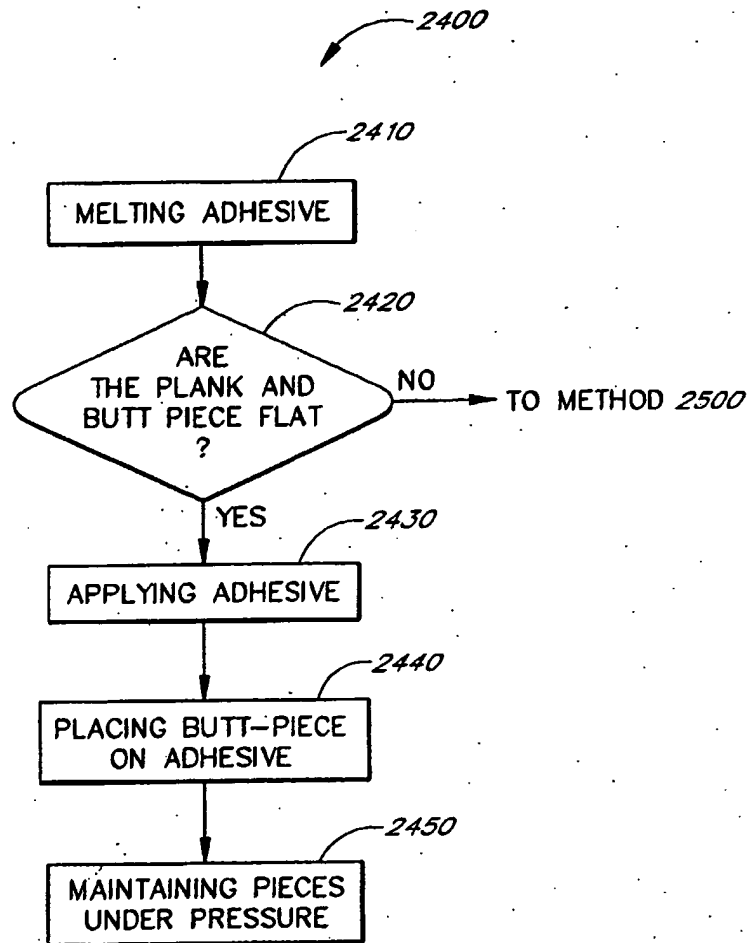 2400
2410
MELTING ADHESIVE
2420
ARE
THE PLANK AND
BUTT PIECE FLAT
?
NO
TO METHOD 2500
YES
2430
APPLYING ADHESIVE
2440
PLACING BUTT-PIECE
ON ADHESIVE
2450
MAINTAINING PIECES
UNDER PRESSURE